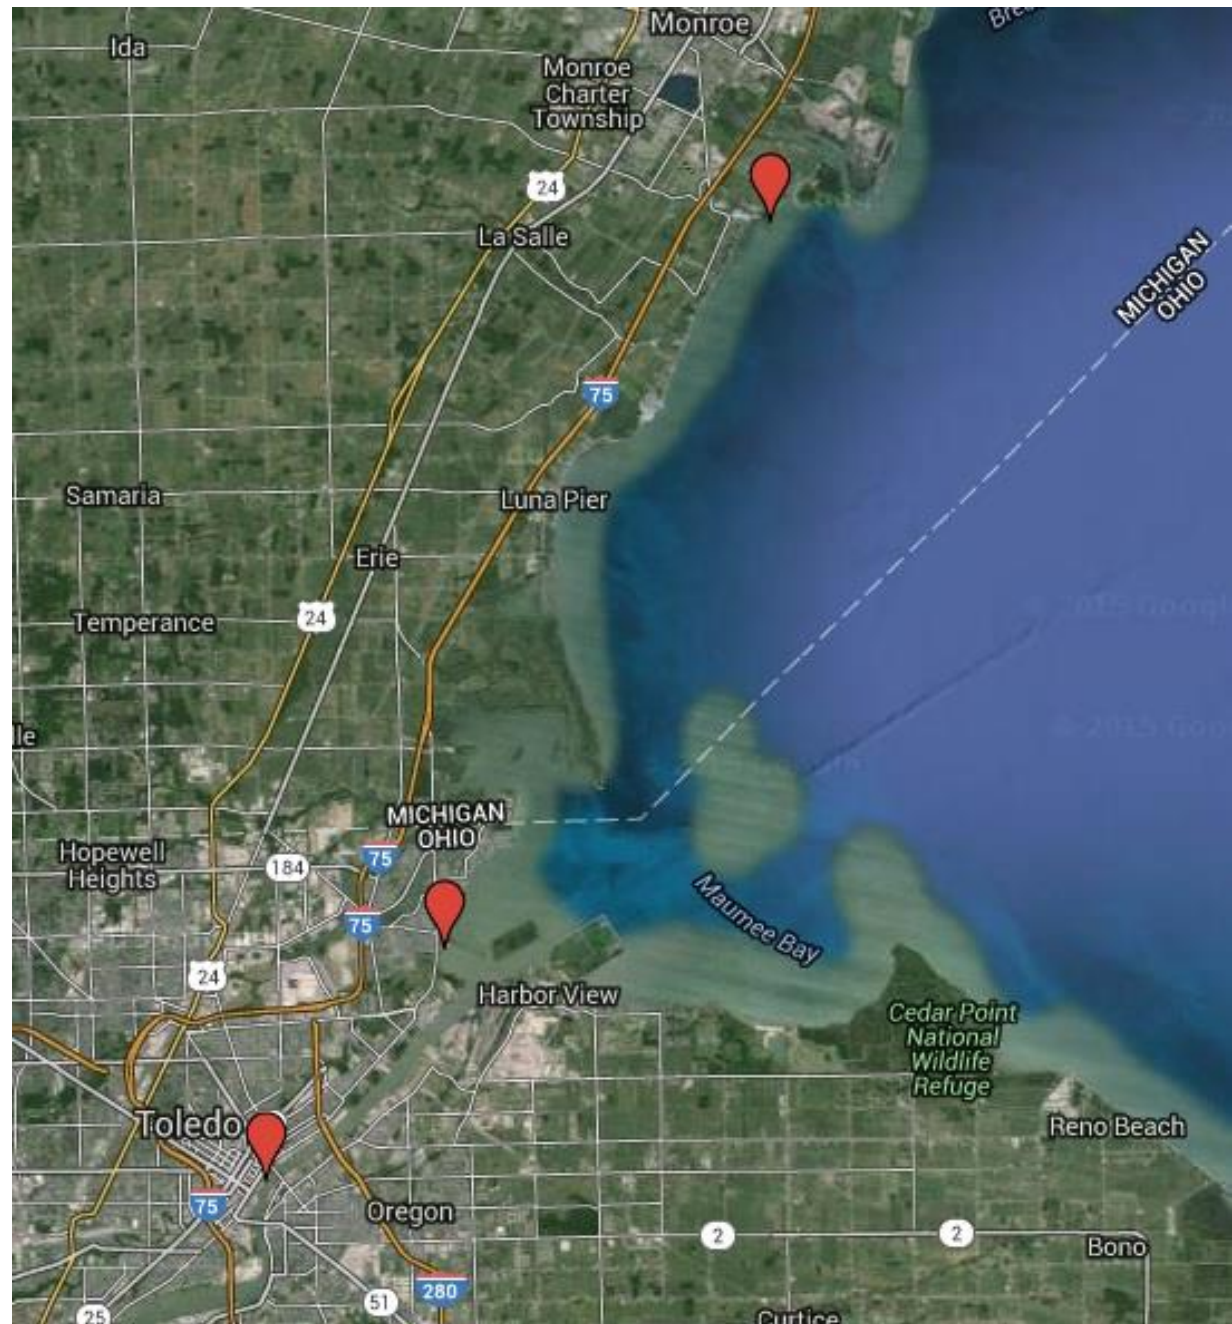 Monroe
Ida
Monroe
Charter
Township
24
La Salle
MICHIGAN
OHIO
75
Samaria
Luna Pier
Erie
24
Temperance
MICHIGAN
OHIO
Hopewell
Heights
184
75
75
Maumee Bay
24
Harbor View
Cedar Point
National
Wildlife
Refuge
Toledo
Reno Beach
75
Oregon
2
2
Bono
280
51
25
Curtice